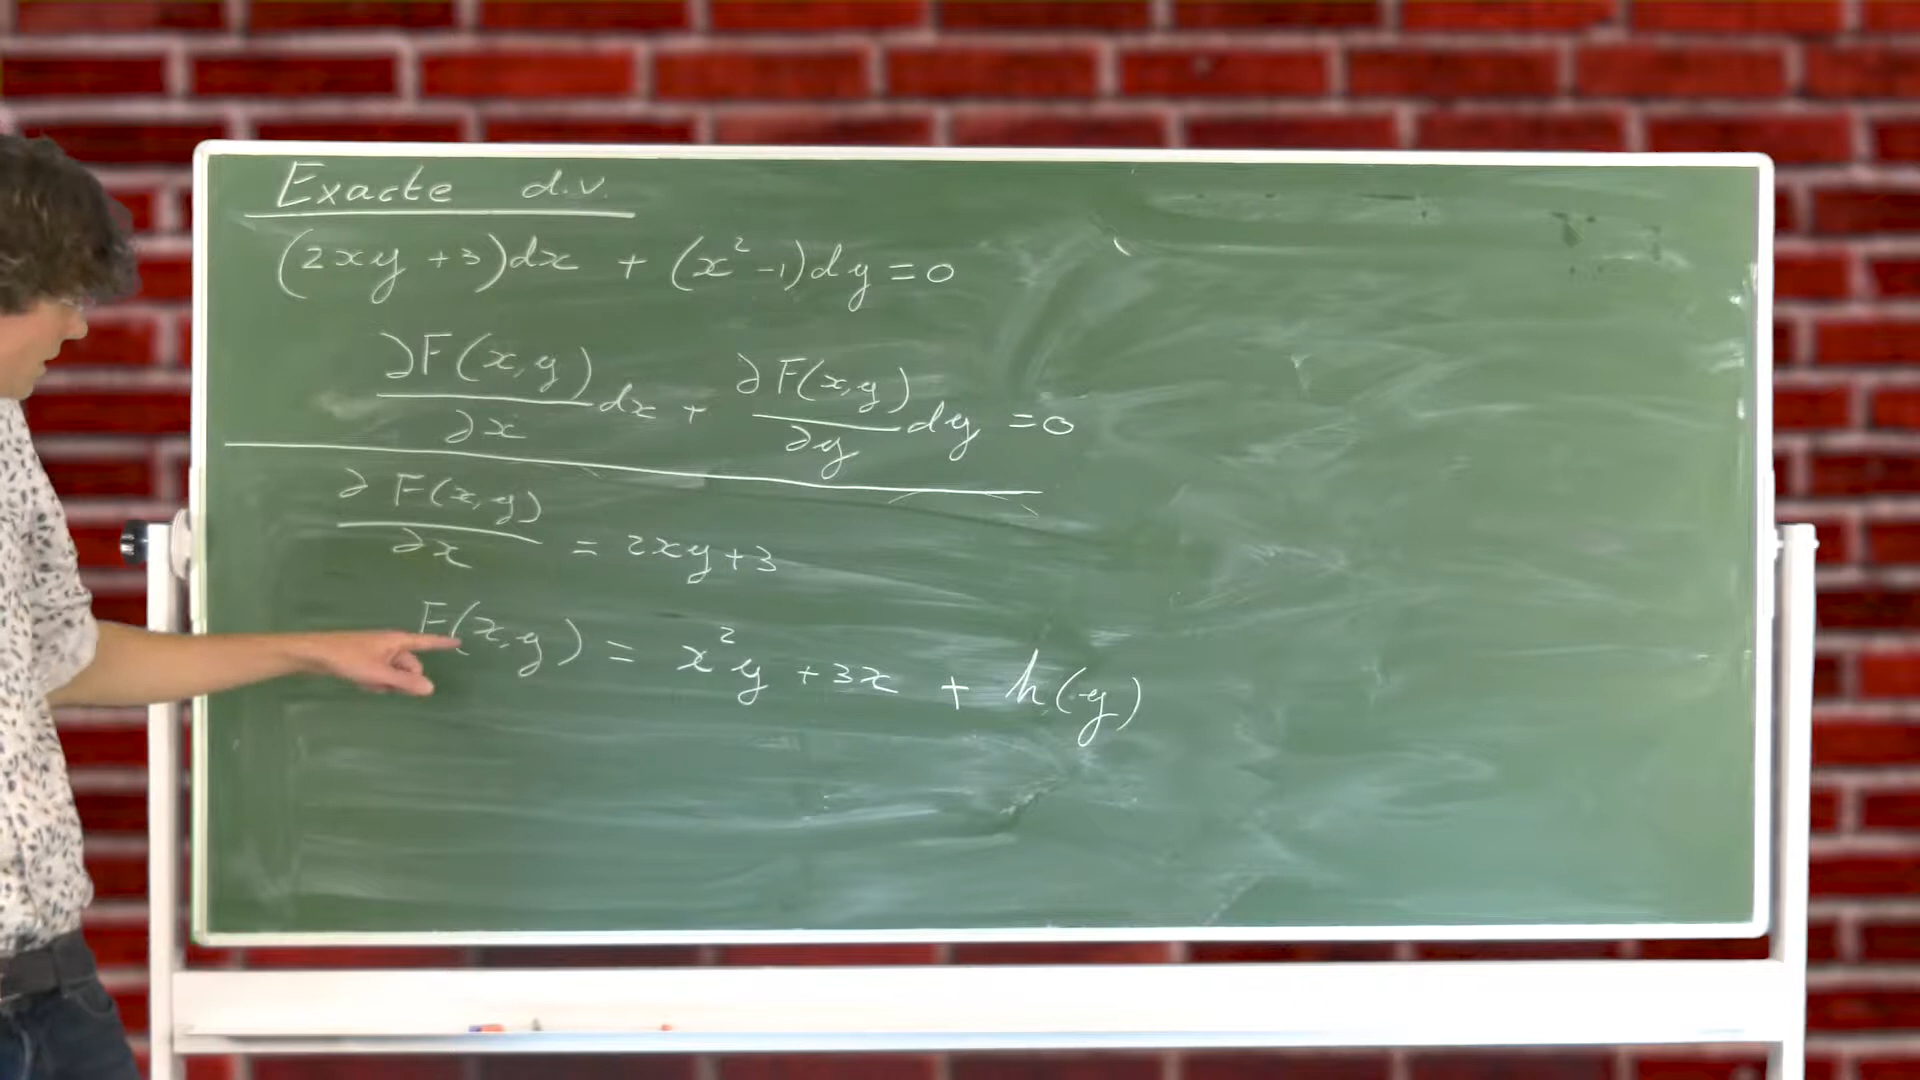 Exacte d.v.
(2xy + 3)dx + (x² - 1)dy = 0
∂F(x,y)/∂x dx + ∂F(x,y)/∂y dy = 0
∂F(x,y)/∂x = 2xy + 3
F(x,y) = x²y + 3x + h(y)